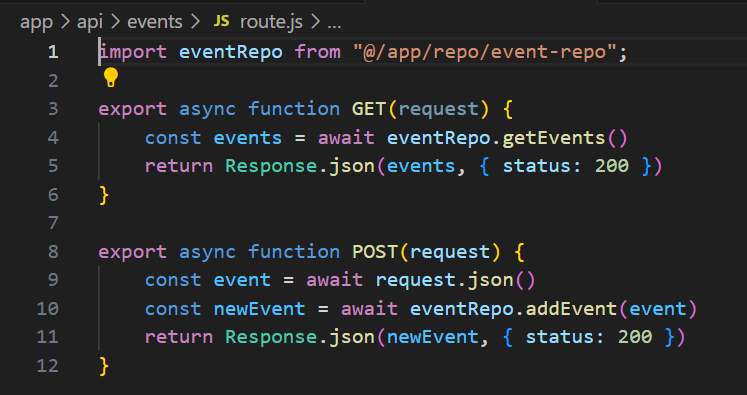 app > api > events > JS route.js > ...
1 import eventRepo from "@/app/repo/event-repo";
2
3 export async function GET(request) {
4     const events = await eventRepo.getEvents()
5     return Response.json(events, { status: 200 })
6 }
7
8 export async function POST(request) {
9     const event = await request.json()
10     const newEvent = await eventRepo.addEvent(event)
11     return Response.json(newEvent, { status: 200 })
12 }